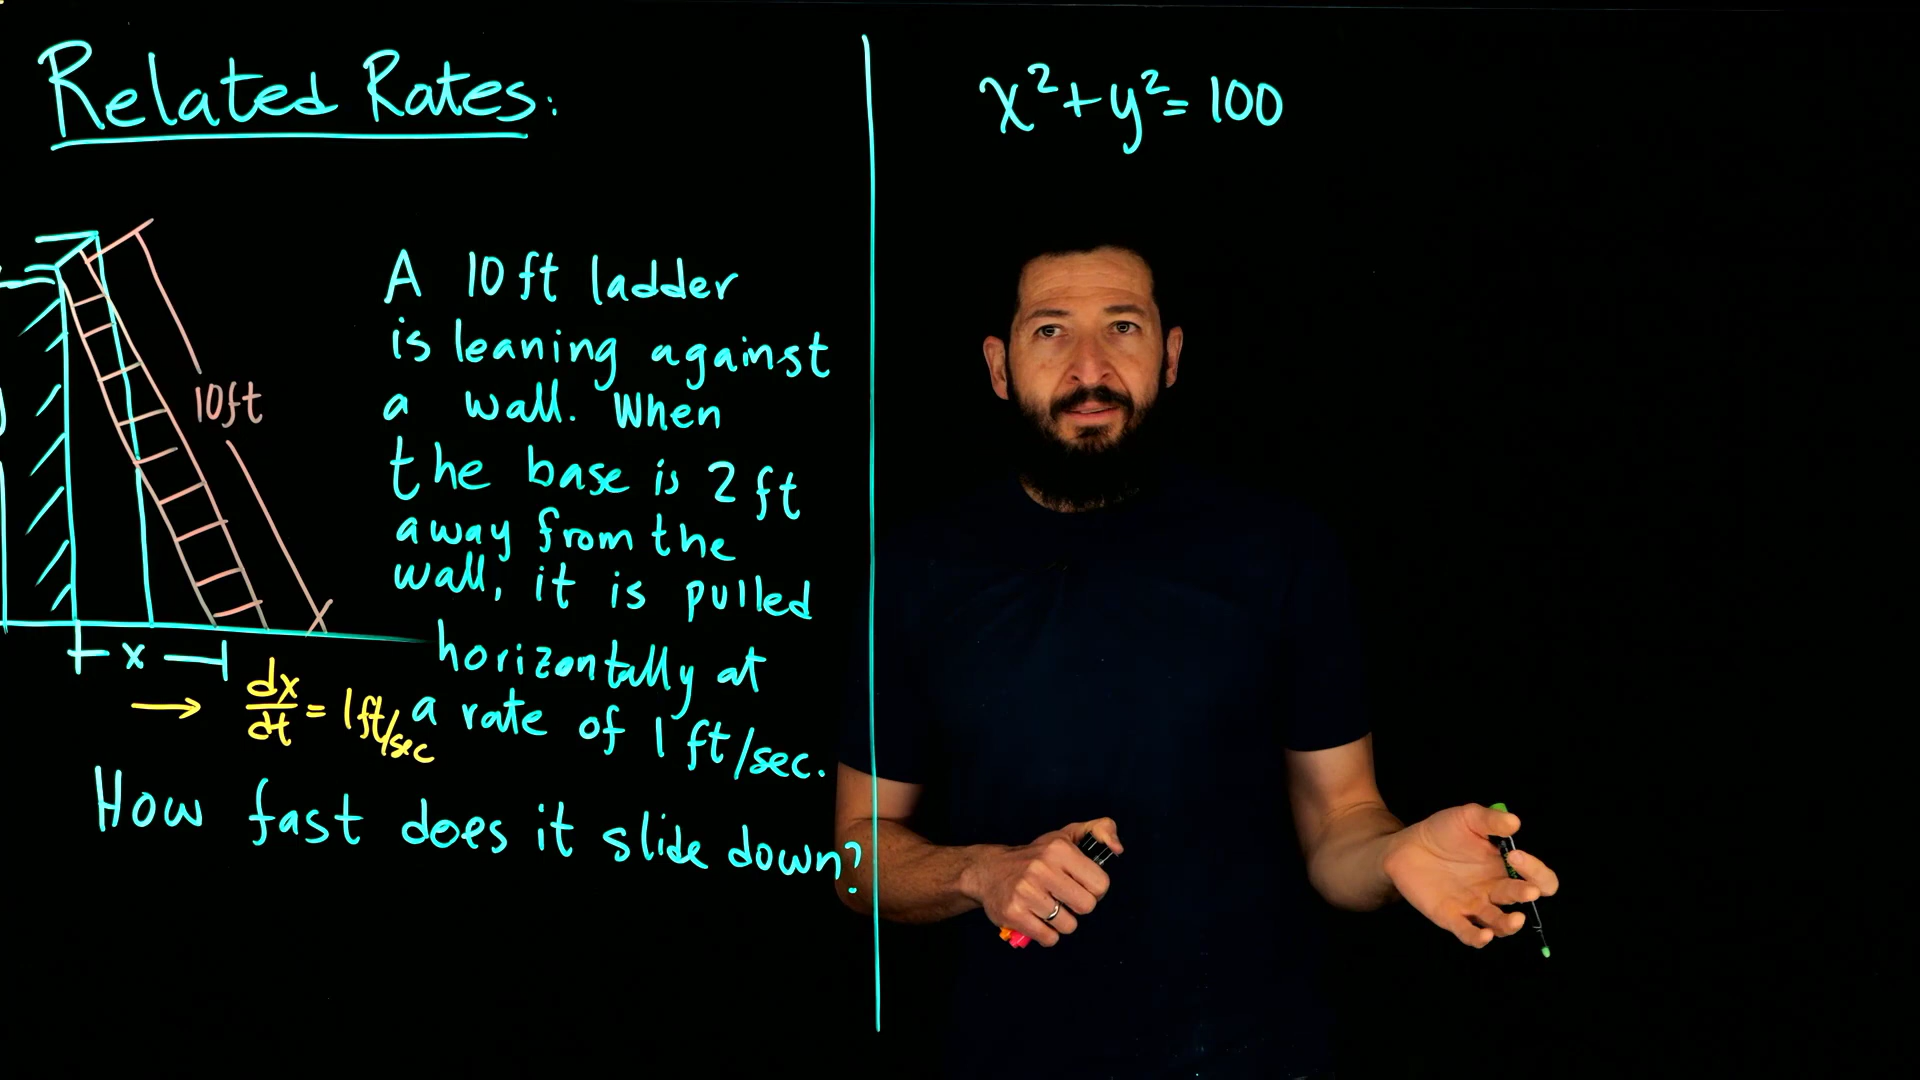 Related Rates:
10ft
A 10ft ladder
is leaning against
a wall. When
the base is 2 ft
away from the
wall, it is pulled
horizontally at
a rate of 1 ft/sec.
x
dx/dt = 1ft/sec
How fast does it slide down?
x² + y² = 100